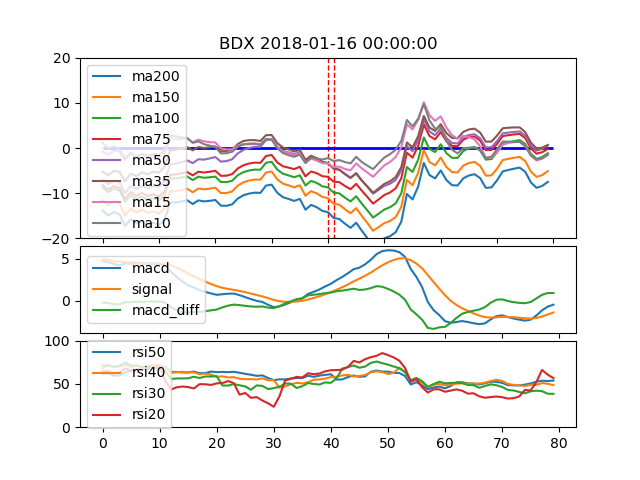 BDX 2018-01-16 00:00:00
20
10
0
−10
−20
ma200
ma150
ma100
ma75
ma50
ma35
ma15
ma10
5
0
macd
signal
macd_diff
100
50
0
rsi50
rsi40
rsi30
rsi20
0 10 20 30 40 50 60 70 80